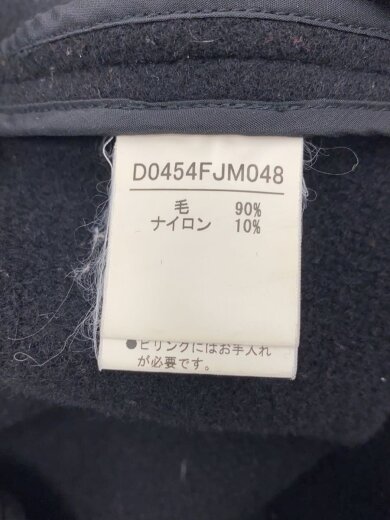 D0454FJM048
毛 90%
ナイロン 10%
●ピリングにはお手入れ
が必要です。